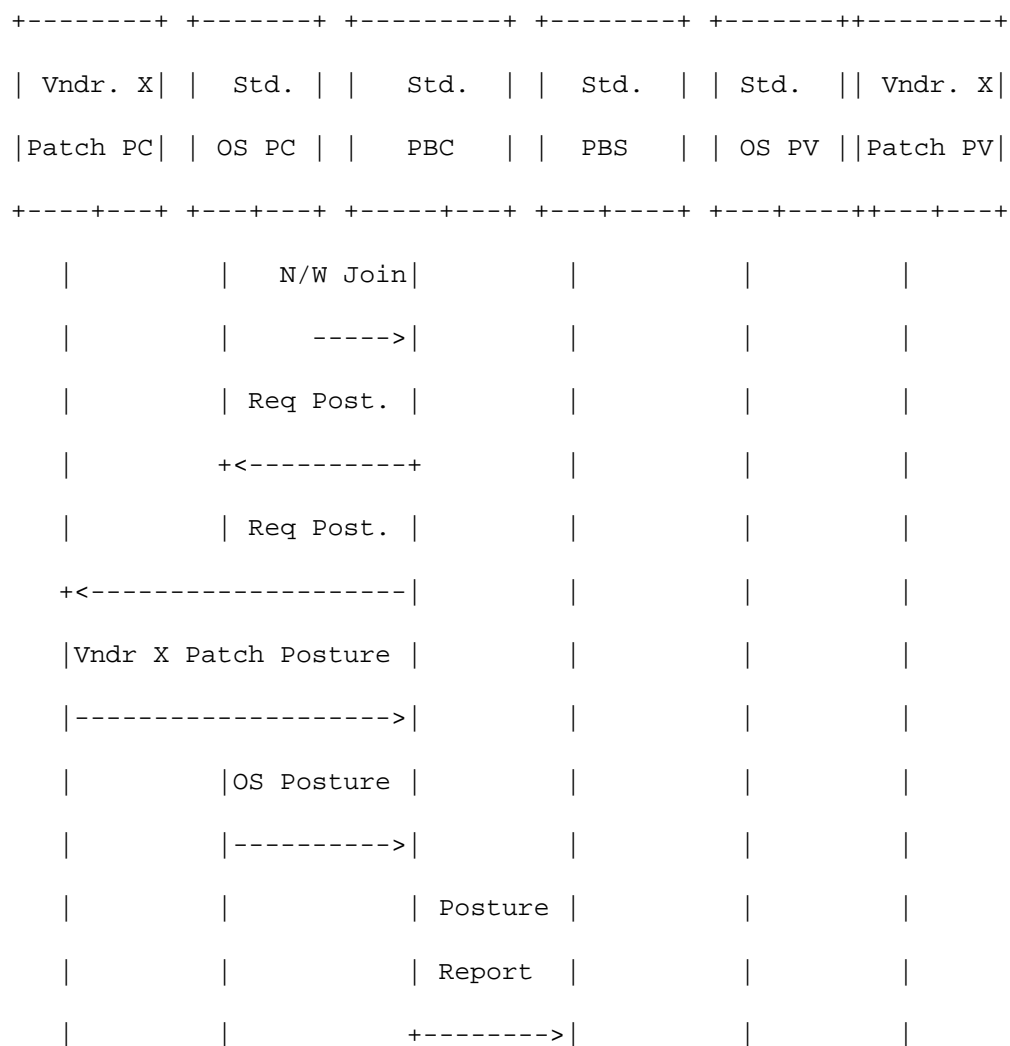 +--------+ +-------+ +---------+ +--------+ +-------++--------+
| Vndr. X| |  Std. | |   Std.  | |  Std.  | | Std.  || Vndr. X|
|Patch PC| | OS PC | |   PBC   | |  PBS   | | OS PV ||Patch PV|
+----+---+ +---+---+ +-----+---+ +---+----+ +---+----++---+---+
   |         |   N/W Join|         |          |         |
   |         |     ----->|         |          |         |
   |         | Req Post. |         |          |         |
   |         +<----------+         |          |         |
   |         | Req Post. |         |          |         |
   +<--------------------|         |          |         |
   |Vndr X Patch Posture |         |          |         |
   |-------------------->|         |          |         |
   |         |OS Posture |         |          |         |
   |         |---------->|         |          |         |
   |         |           | Posture |          |         |
   |         |           | Report  |          |         |
   |         |           +-------->|          |         |